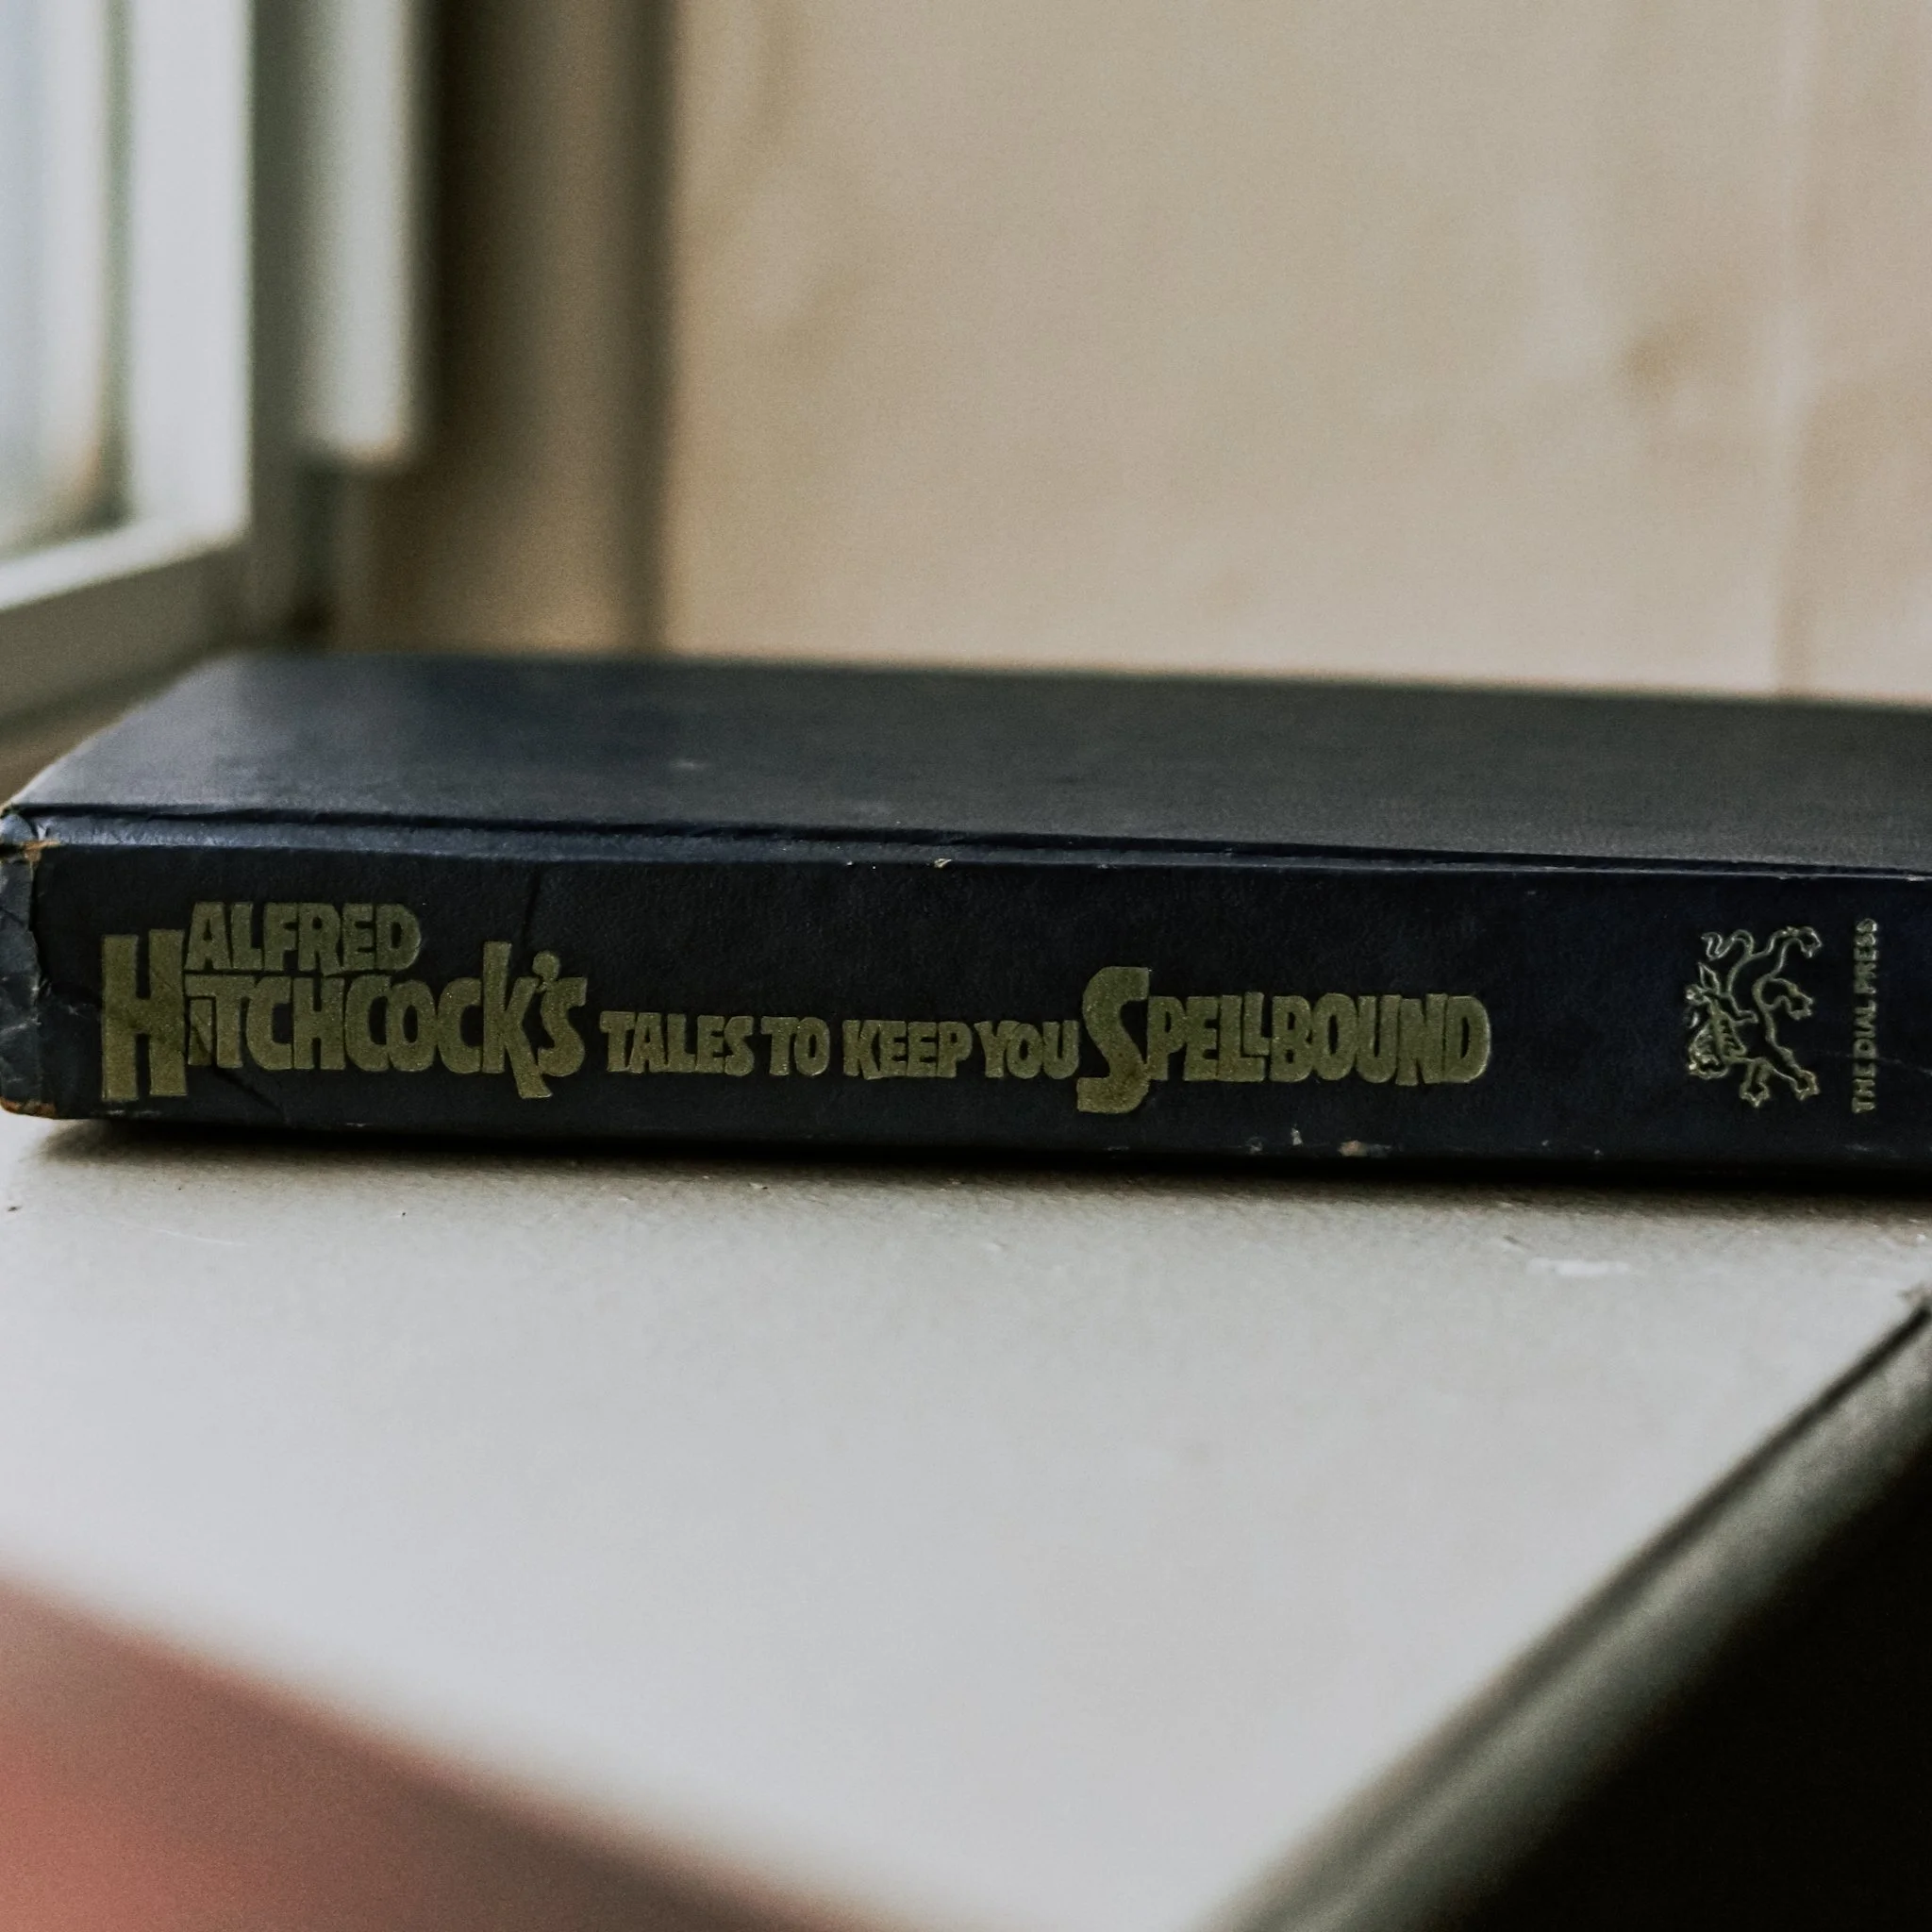 ALFRED
HITCHCOCK'S TALES TO KEEP YOU SPELLBOUND
THE DIAL PRESS